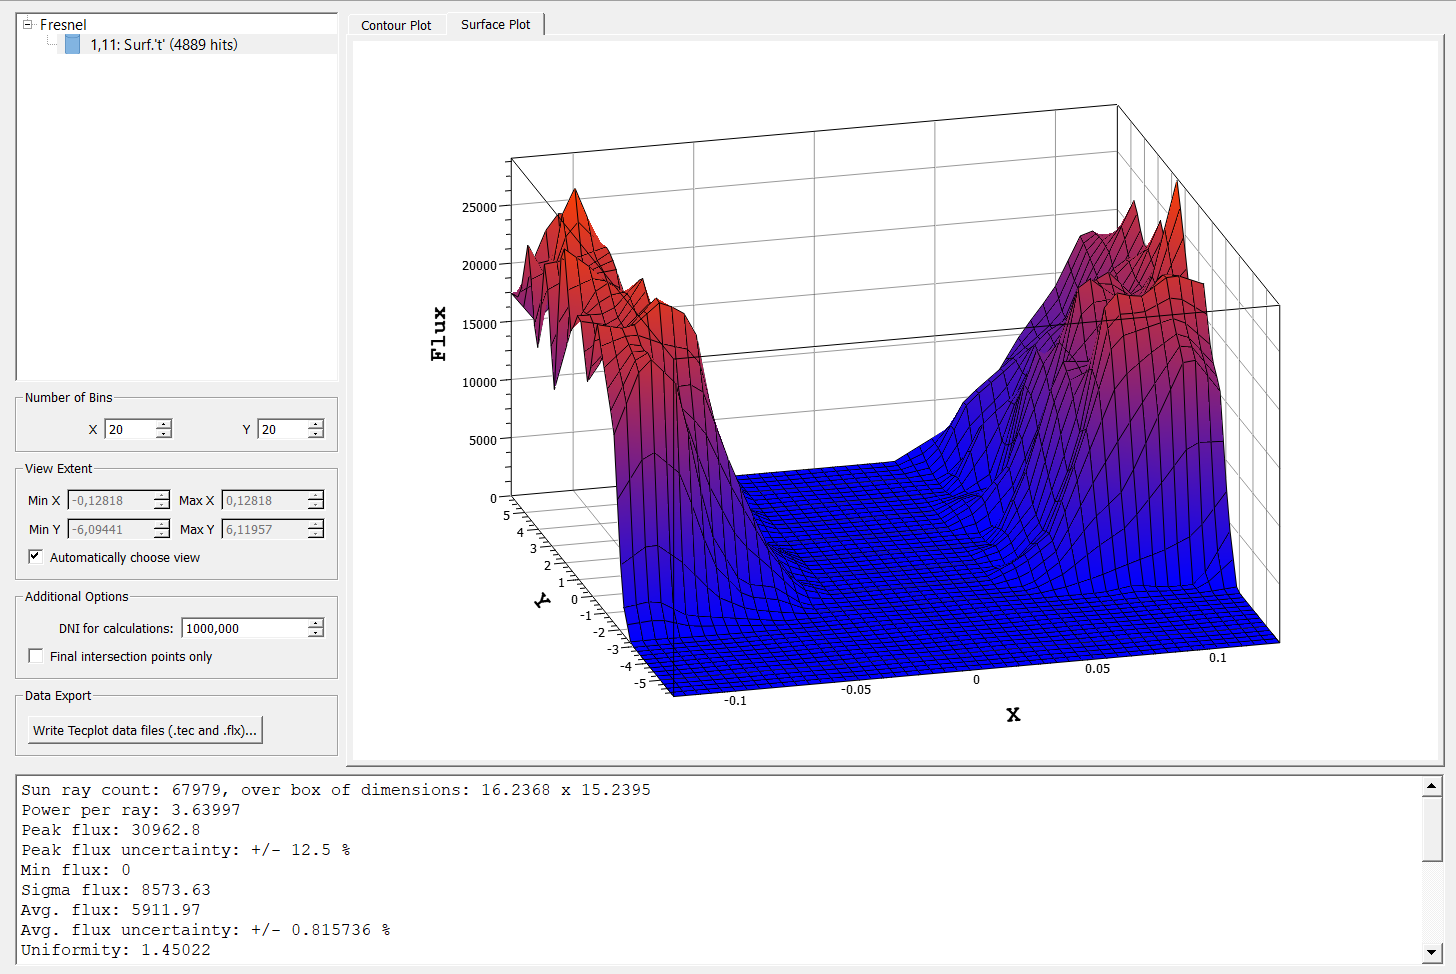 Fresnel
1,11: Surf.'t' (4889 hits)
Number of Bins
X 20 Y 20
View Extent
Min X -0,12818 Max X 0,12818
Min Y -6,09441 Max Y 6,11957
Automatically choose view
Additional Options
DNI for calculations: 1000,000
Final intersection points only
Data Export
Write Tecplot data files (.tec and .flx)...
Contour Plot Surface Plot
25000
20000
15000
10000
5000
0
Flux
5
4
3
2
1
0
-1
-2
-3
-4
-5
Y
-0.1
-0.05
0
0.05
0.1
X
Sun ray count: 67979, over box of dimensions: 16.2368 x 15.2395
Power per ray: 3.63997
Peak flux: 30962.8
Peak flux uncertainty: +/- 12.5 %
Min flux: 0
Sigma flux: 8573.63
Avg. flux: 5911.97
Avg. flux uncertainty: +/- 0.815736 %
Uniformity: 1.45022